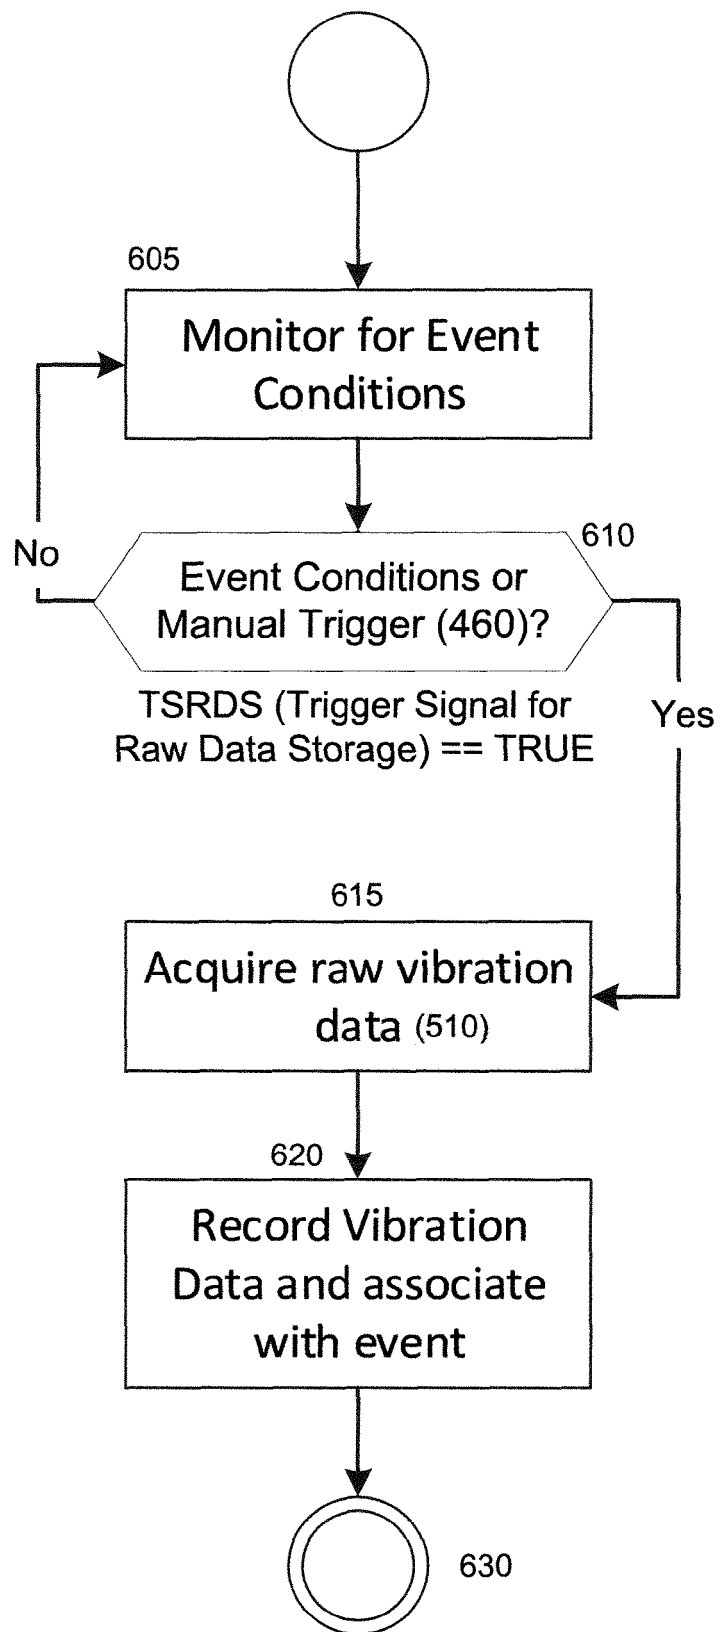 605
Monitor for Event
Conditions
No
610
Event Conditions or
Manual Trigger (460)?
TSRDS (Trigger Signal for
Raw Data Storage) == TRUE
Yes
615
Acquire raw vibration
data (510)
620
Record Vibration
Data and associate
with event
630